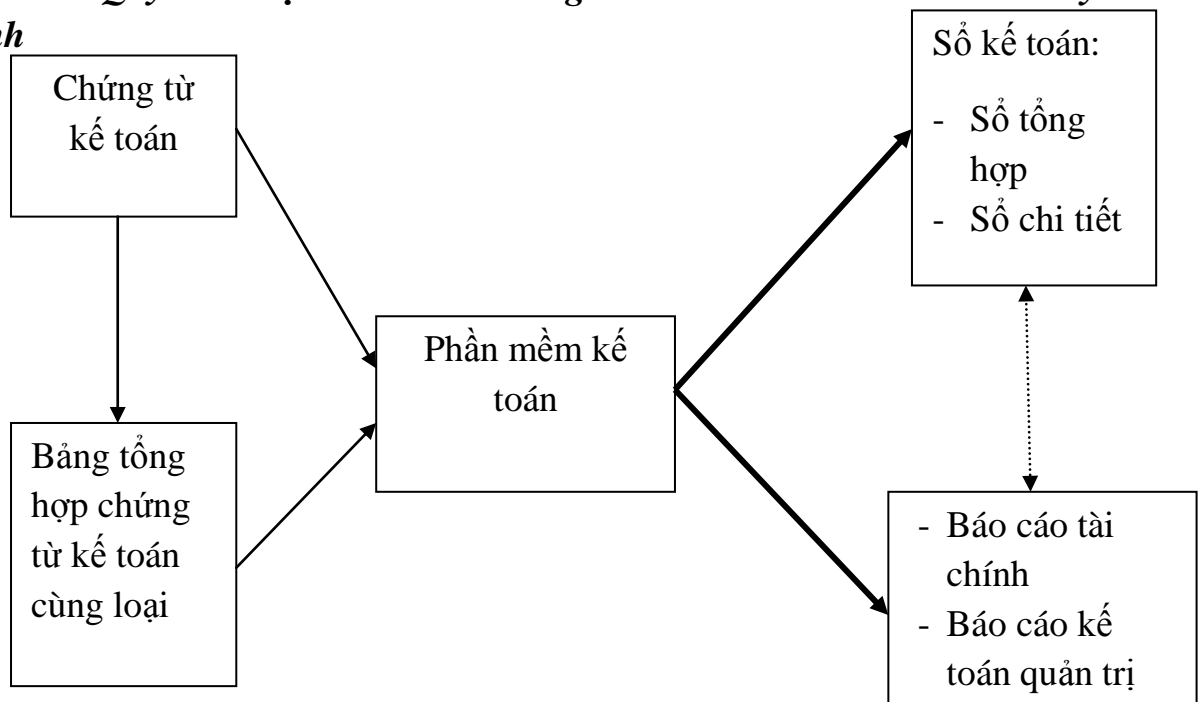 Chứng từ
kế toán
Bảng tổng
hợp chứng
từ kế toán
cùng loại
Phần mềm kế
toán
Sổ kế toán:
- Sổ tổng
hợp
- Sổ chi tiết
- Báo cáo tài
chính
- Báo cáo kế
toán quản trị